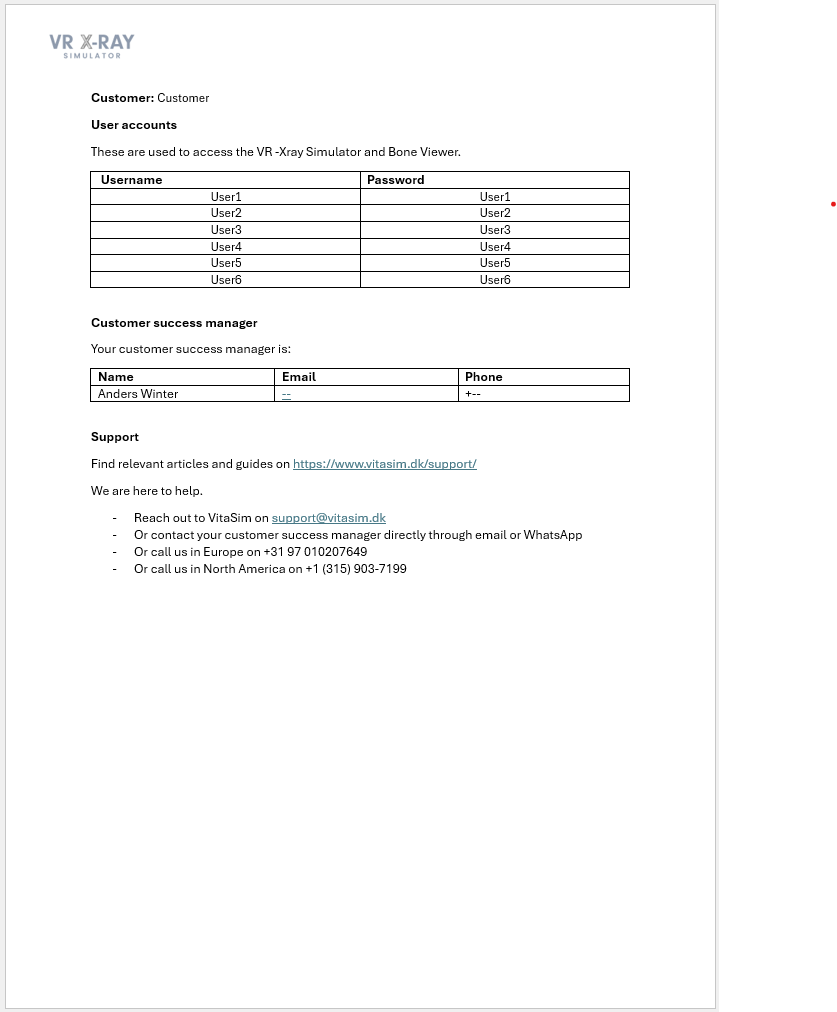 VR X-RAY
SIMULATOR
Customer: Customer
User accounts
These are used to access the VR -Xray Simulator and Bone Viewer.
Username Password
User1 User1
User2 User2
User3 User3
User4 User4
User5 User5
User6 User6
Customer success manager
Your customer success manager is:
Name Email Phone
Anders Winter -- +--
Support
Find relevant articles and guides on https://www.vitasim.dk/support/
We are here to help.
- Reach out to VitaSim on support@vitasim.dk
- Or contact your customer success manager directly through email or WhatsApp
- Or call us in Europe on +31 97 010207649
- Or call us in North America on +1 (315) 903-7199